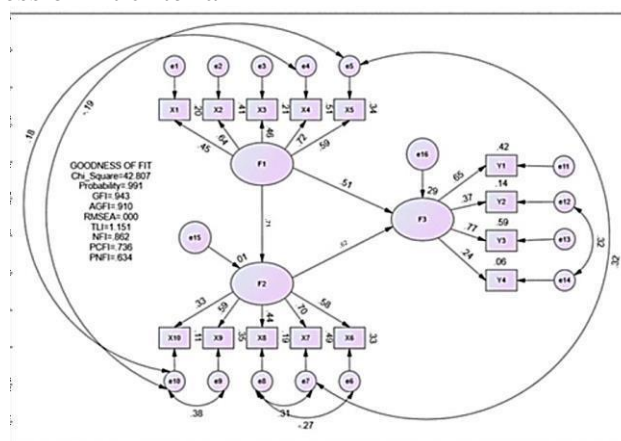 e1 e2 e3 e4 e5
X1 .20 X2 .41 X3 .21 X4 .51 X5 .34
.45 .64 .46 .72 .59
-.19
.18
F1
GOODNESS OF FIT
Chi_Square=42.807
Probability=.991
GFI=.943
AGFI=.910
RMSEA=.000
TLI=1.151
NFI=.862
PCFI=.736
PNFI=.634
.51
e16
.29
F3
.65 .37 .77 .24
.42
Y1 e11
.14
Y2 e12
.59
Y3 e13
.06
Y4 e14
.32
.32
e15
.01
F2
.33 .59 .44 .70 .58
X10 .11 X9 .35 X8 .19 X7 .49 X6 .33
e10 e9 e8 e7 e6
.38 .31
-.27